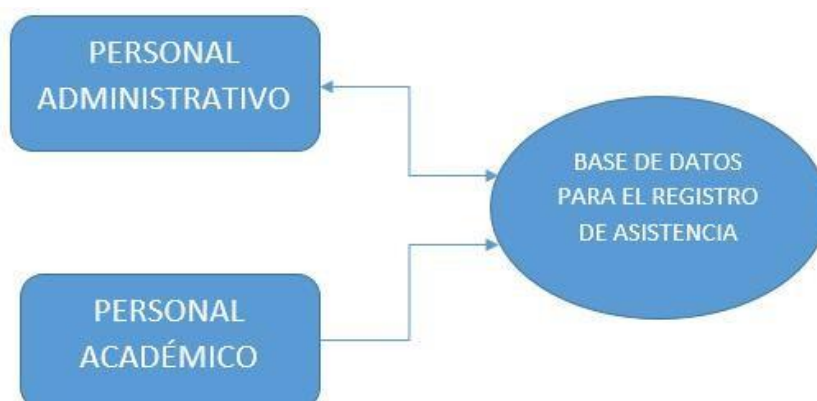 PERSONAL
ADMINISTRATIVO
BASE DE DATOS
PARA EL REGISTRO
DE ASISTENCIA
PERSONAL
ACADÉMICO